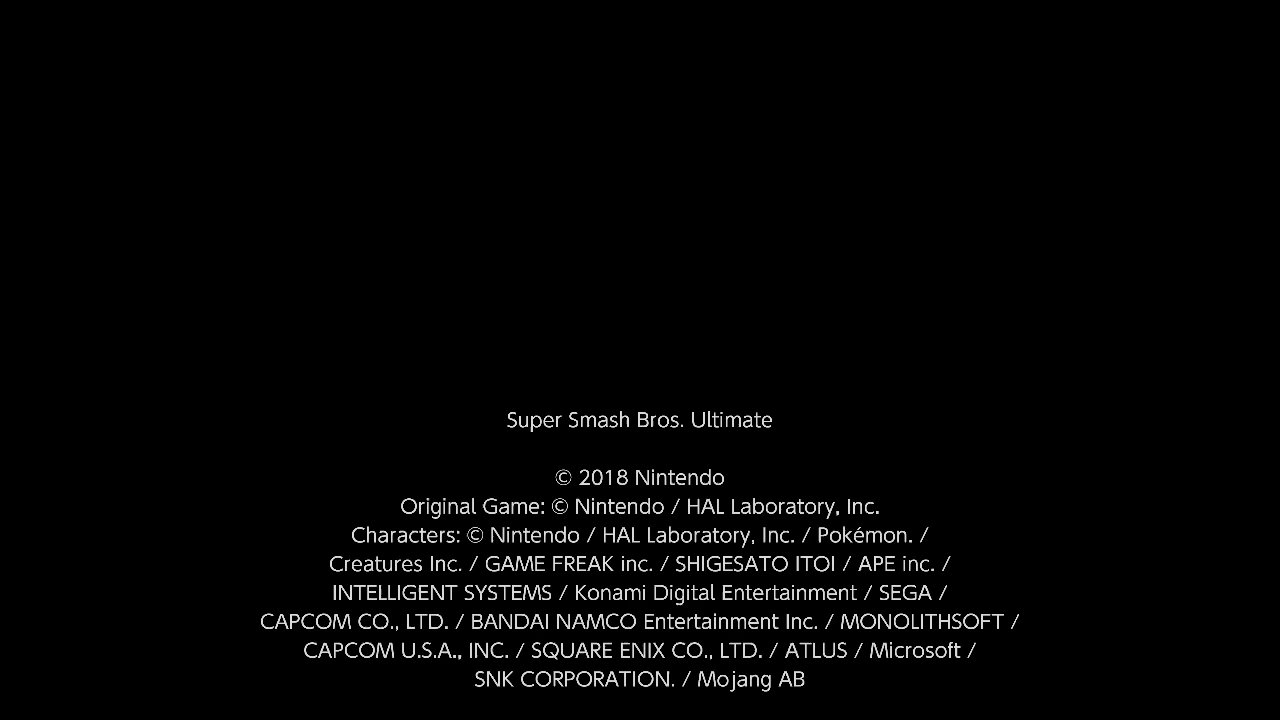 Super Smash Bros. Ultimate
© 2018 Nintendo
Original Game: © Nintendo / HAL Laboratory, Inc.
Characters: © Nintendo / HAL Laboratory, Inc. / Pokémon. /
Creatures Inc. / GAME FREAK inc. / SHIGESATO ITOI / APE inc. /
INTELLIGENT SYSTEMS / Konami Digital Entertainment / SEGA /
CAPCOM CO., LTD. / BANDAI NAMCO Entertainment Inc. / MONOLITHSOFT /
CAPCOM U.S.A., INC. / SQUARE ENIX CO., LTD. / ATLUS / Microsoft /
SNK CORPORATION. / Mojang AB